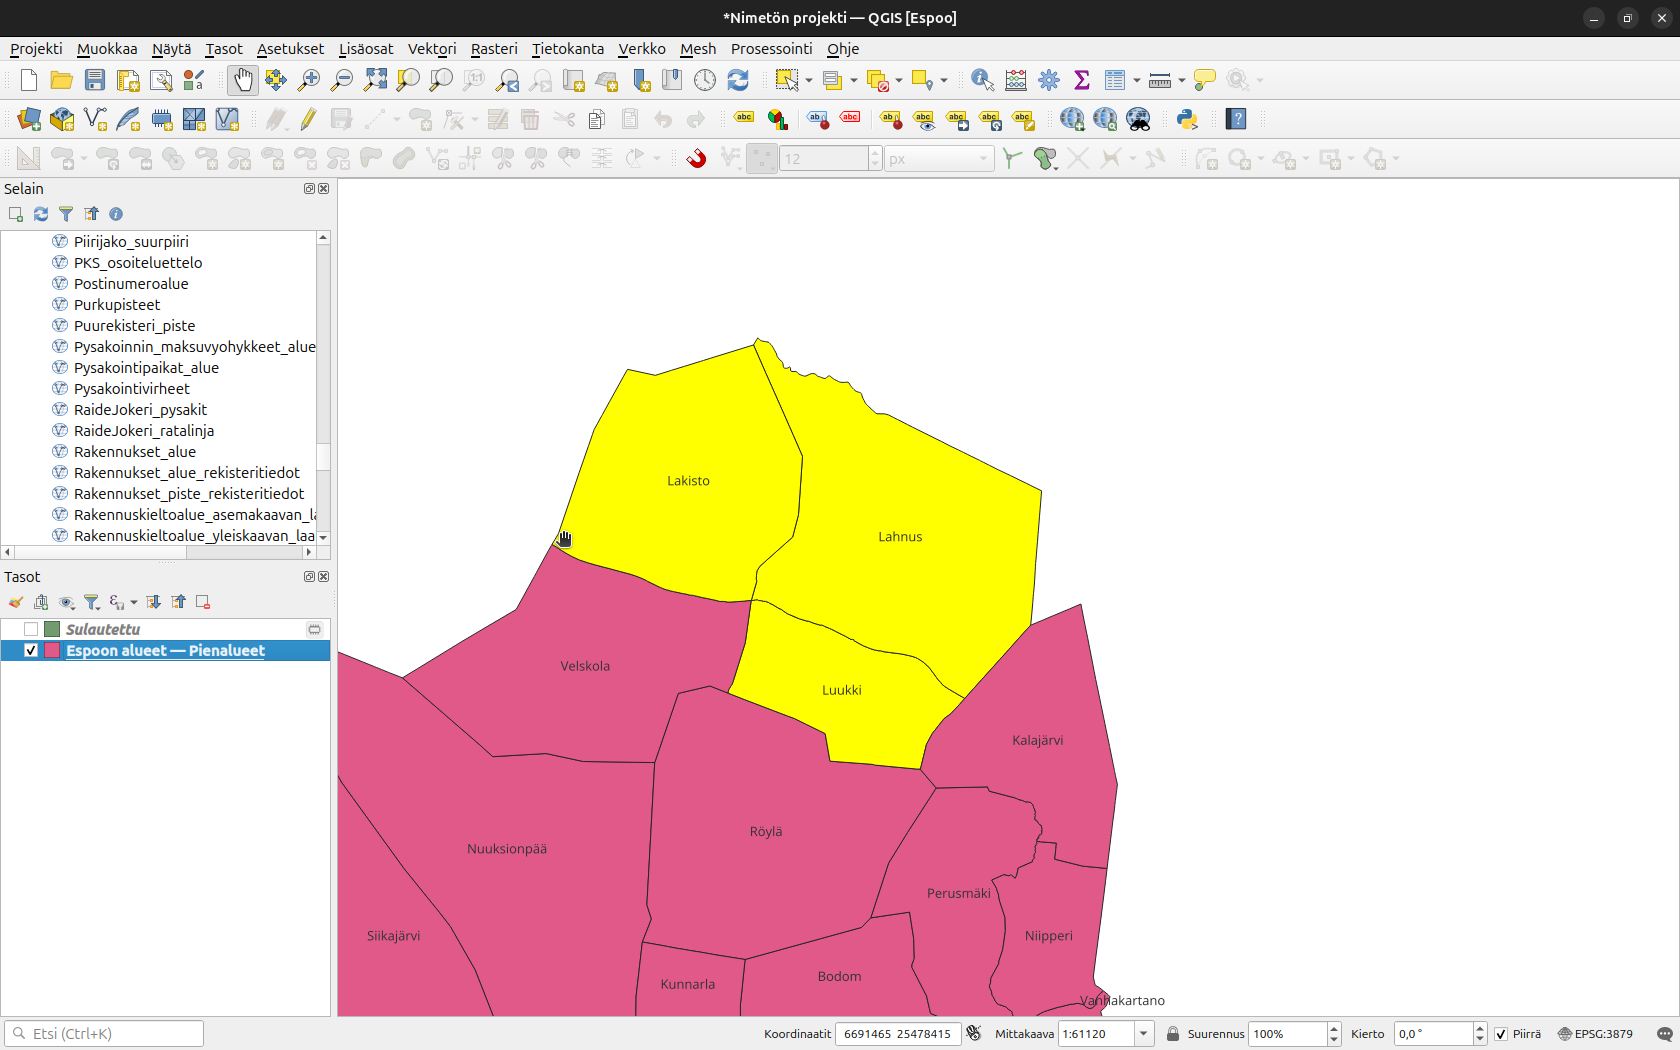 *Nimetön projekti — QGIS [Espoo]
Projekti Muokkaa Näytä Tasot Asetukset Lisäosat Vektori Rasteri Tietokanta Verkko Mesh Prosessointi Ohje
12 px
Selain
Piirijako_suurpiiri
PKS_osoiteluettelo
Postinumeroalue
Purkupisteet
Puurekisteri_piste
Pysakoinnin_maksuvyohykkeet_alue
Pysakointipaikat_alue
Pysakointivirheet
RaideJokeri_pysakit
RaideJokeri_ratalinja
Rakennukset_alue
Rakennukset_alue_rekisteritiedot
Rakennukset_piste_rekisteritiedot
Rakennuskieltoalue_asemakaavan_la
Rakennuskieltoalue_yleiskaavan_laa
Tasot
Sulautettu
Espoon alueet — Pienalueet
Lakisto
Lahnus
Velskola
Luukki
Kalajärvi
Röylä
Nuuksionpää
Perusmäki
Siikajärvi
Niipperi
Bodom
Kunnarla
Vanhakartano
Etsi (Ctrl+K)
Koordinaatit 6691465 25478415 Mittakaava 1:61120 Suurennus 100% Kierto 0,0 ° Piirrä EPSG:3879